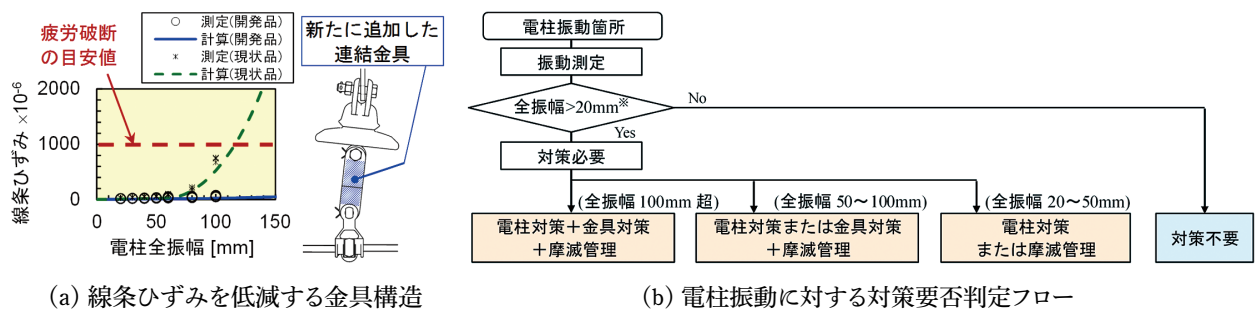 疲労破断
の目安値
測定(開発品)
計算(開発品)
測定(現状品)
計算(現状品)
新たに追加した
連結金具
線条ひずみ ×10-6
2000
1000
0
0
50
100
150
電柱全振幅 [mm]
(a) 線条ひずみを低減する金具構造
電柱振動箇所
振動測定
全振幅>20mm※
No
Yes
対策必要
(全振幅 100mm 超)
(全振幅 50～100mm)
(全振幅 20～50mm)
電柱対策＋金具対策
＋摩滅管理
電柱対策または金具対策
＋摩滅管理
電柱対策
または摩滅管理
対策不要
(b) 電柱振動に対する対策要否判定フロー